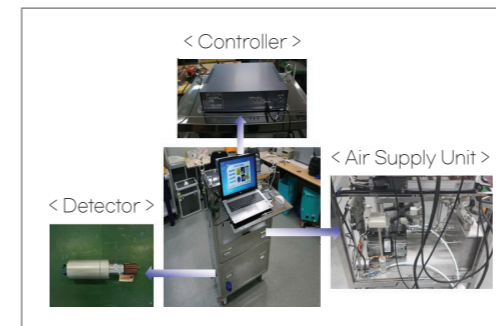 < Controller >
< Air Supply Unit >
< Detector >